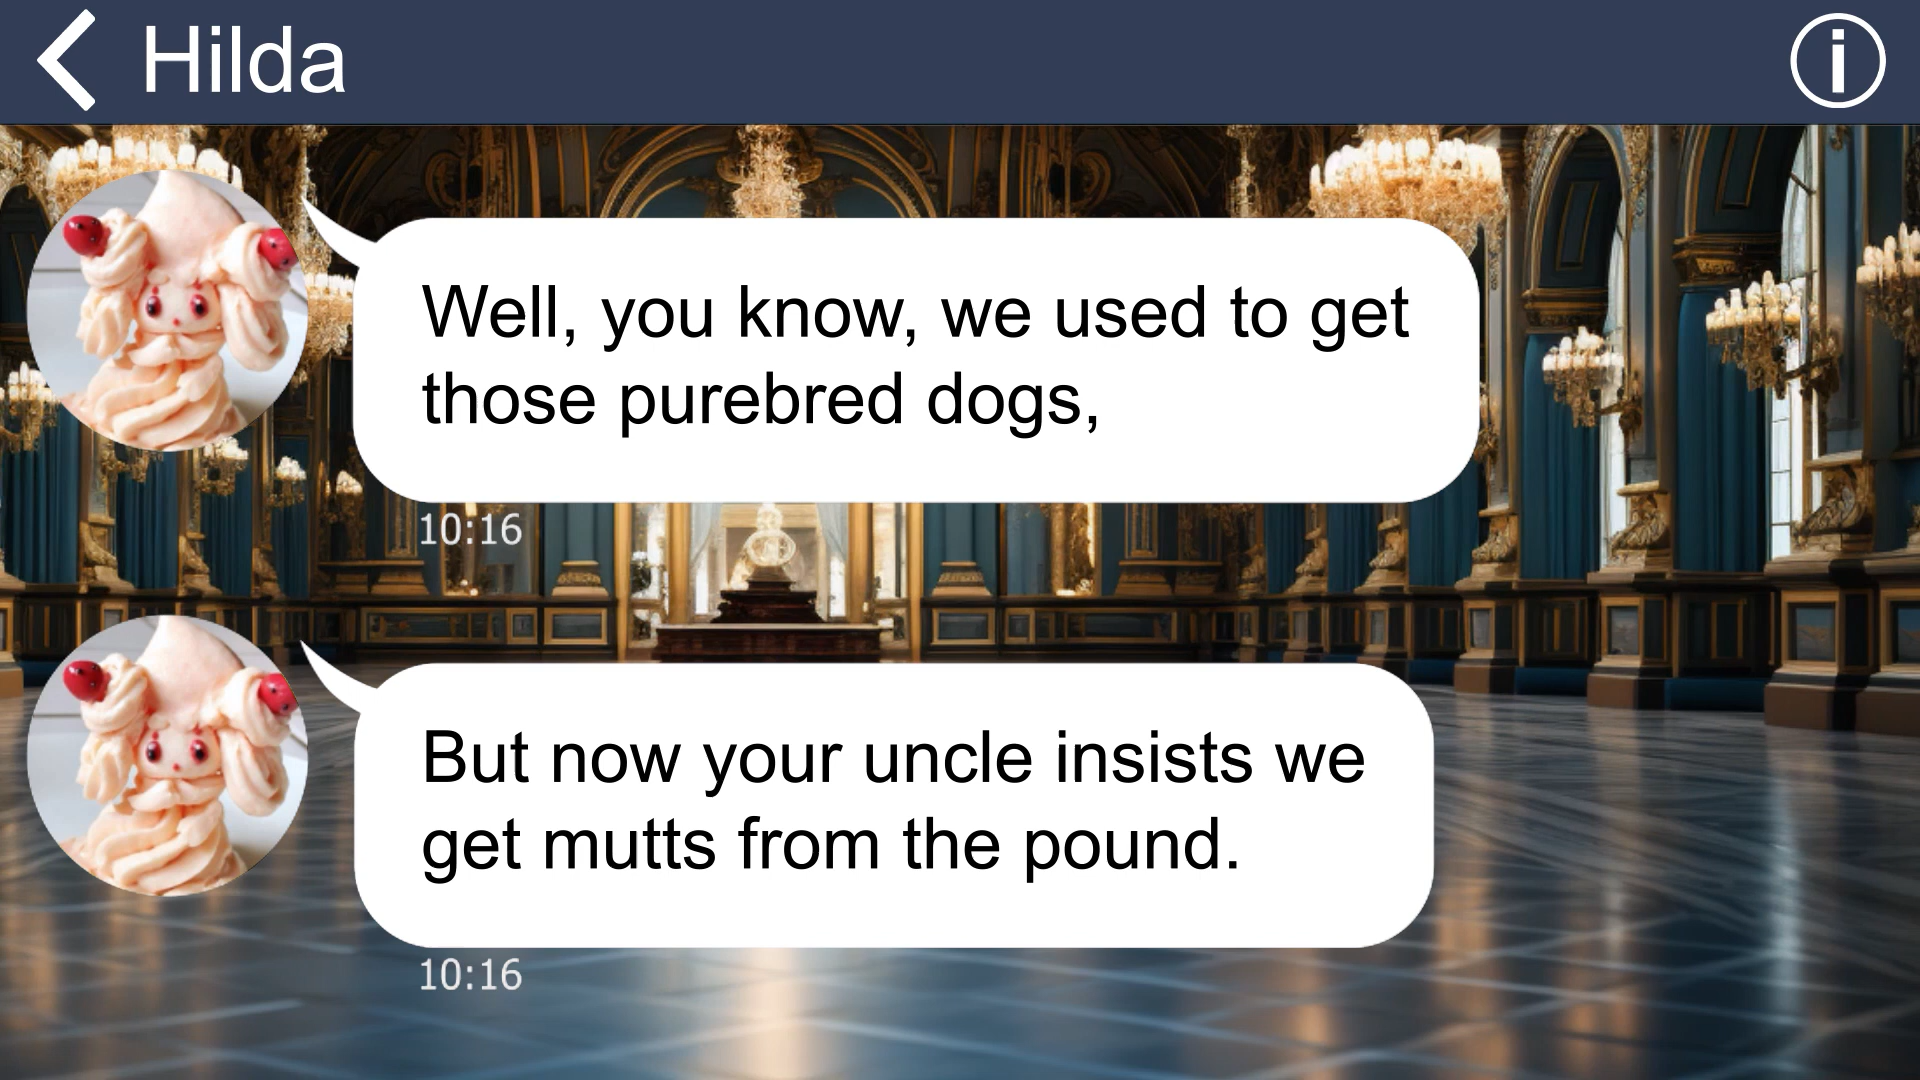 Hilda
Well, you know, we used to get
those purebred dogs,
10:16
But now your uncle insists we
get mutts from the pound.
10:16